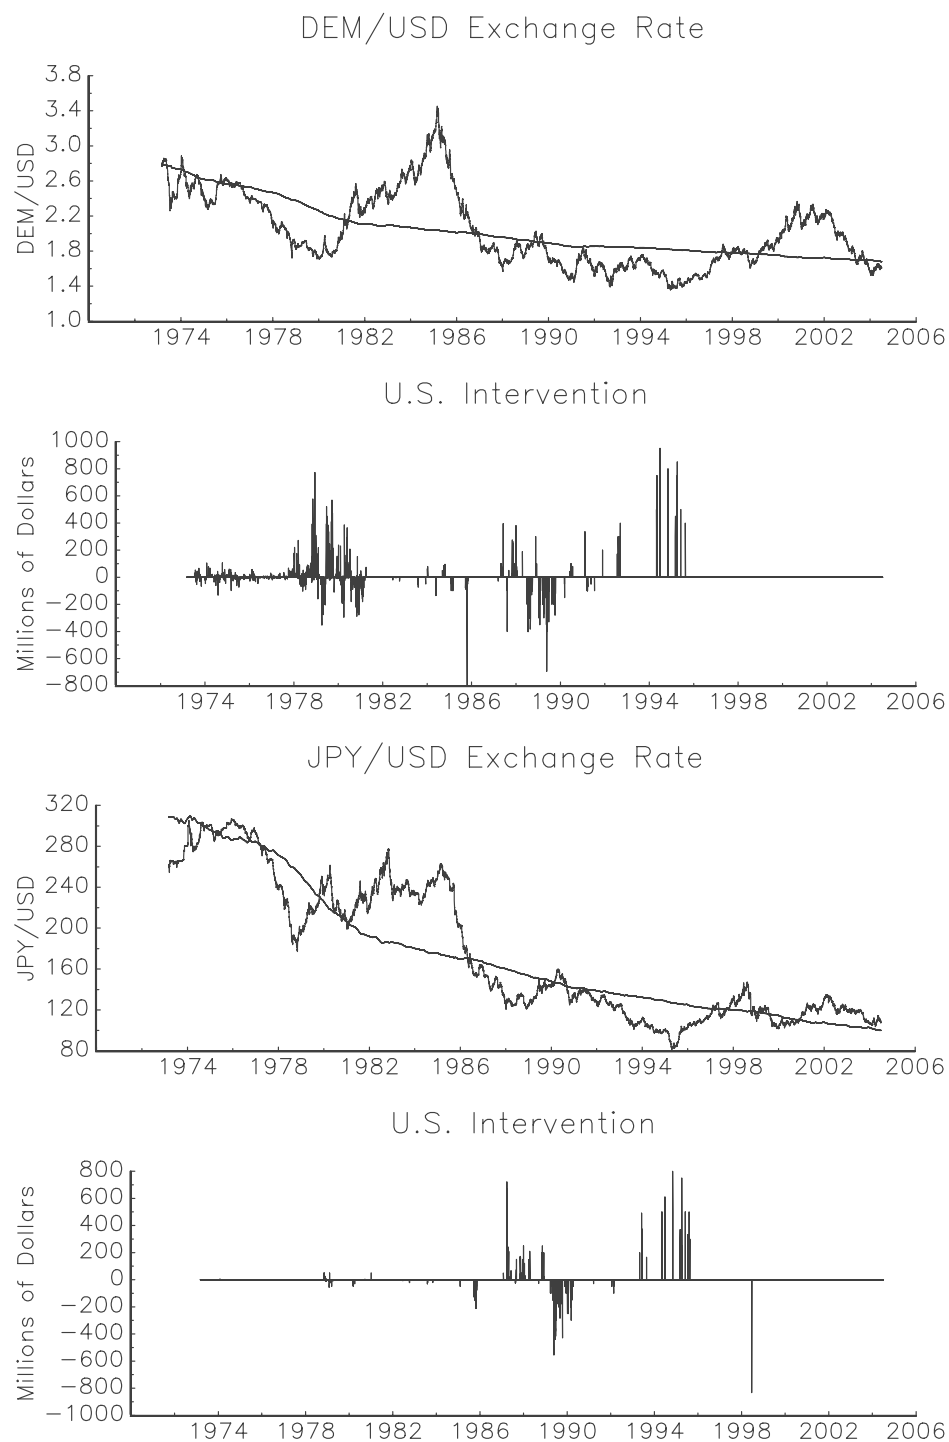 DEM/USD Exchange Rate
DEM/USD
3.8
3.4
3.0
2.6
2.2
1.8
1.4
1.0
1974 1978 1982 1986 1990 1994 1998 2002 2006
U.S. Intervention
Millions of Dollars
1000
800
600
400
200
0
−200
−400
−600
−800
1974 1978 1982 1986 1990 1994 1998 2002 2006
JPY/USD Exchange Rate
JPY/USD
320
280
240
200
160
120
80
1974 1978 1982 1986 1990 1994 1998 2002 2006
U.S. Intervention
Millions of Dollars
800
600
400
200
0
−200
−400
−600
−800
−1000
1974 1978 1982 1986 1990 1994 1998 2002 2006